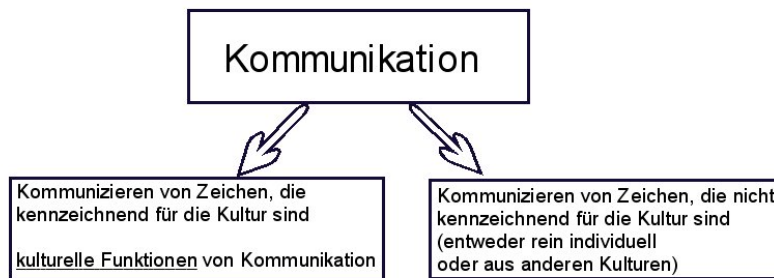 Kommunikation
Kommunizieren von Zeichen, die
kennzeichnend für die Kultur sind
kulturelle Funktionen von Kommunikation
Kommunizieren von Zeichen, die nicht
kennzeichnend für die Kultur sind
(entweder rein individuell
oder aus anderen Kulturen)